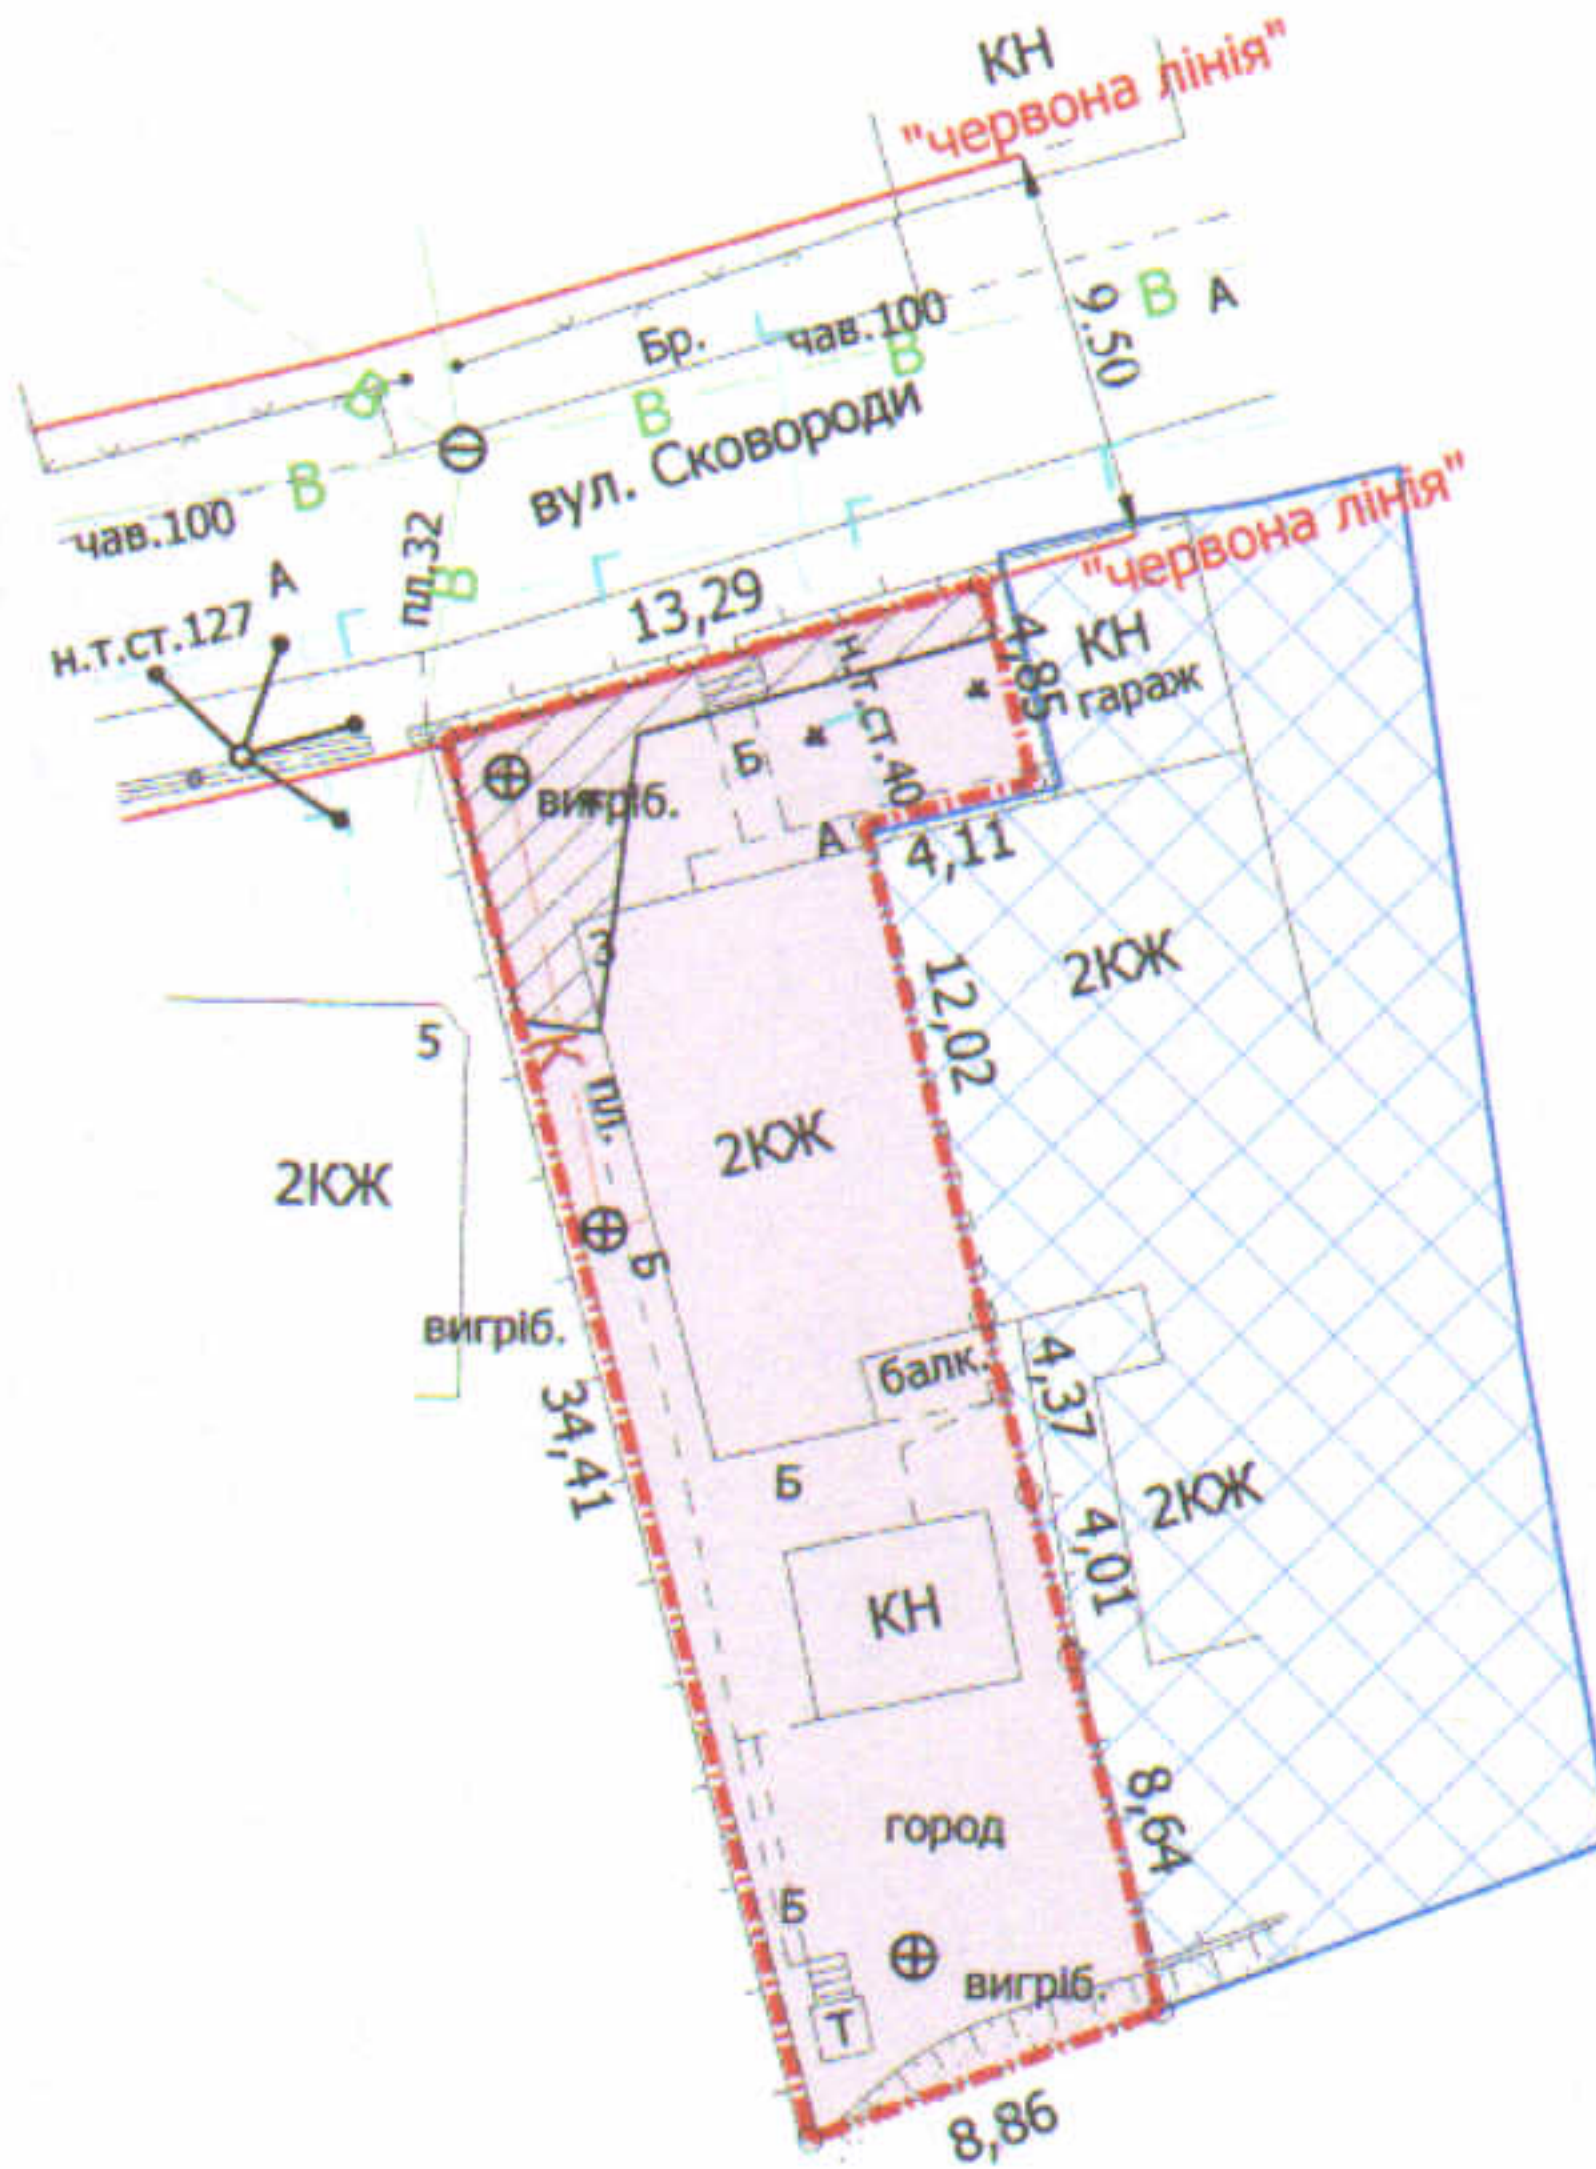 КН
"червона лінія"
9.50
В
А
Бр.
чав.100
В
В
вул. Сковороди
В
чав.100
пл.32
В
А
н.т.ст.127
Г
Г
Г
Г
"червона лінія"
13,29
4,85
КН
гараж
н.т.ст.40
Б
вигріб.
А
4,11
3
5
К
пл.
12,02
2КЖ
2КЖ
2КЖ
Б
вигріб.
балк.
4,37
34,41
Б
4,01
2КЖ
КН
8,64
город
Б
вигріб.
Т
8,86